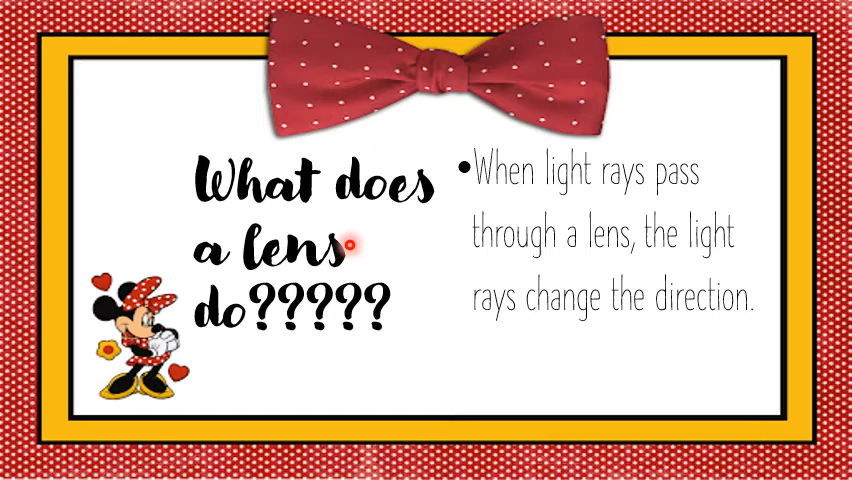 What does
a lens
do?????
•When light rays pass
through a lens, the light
rays change the direction.